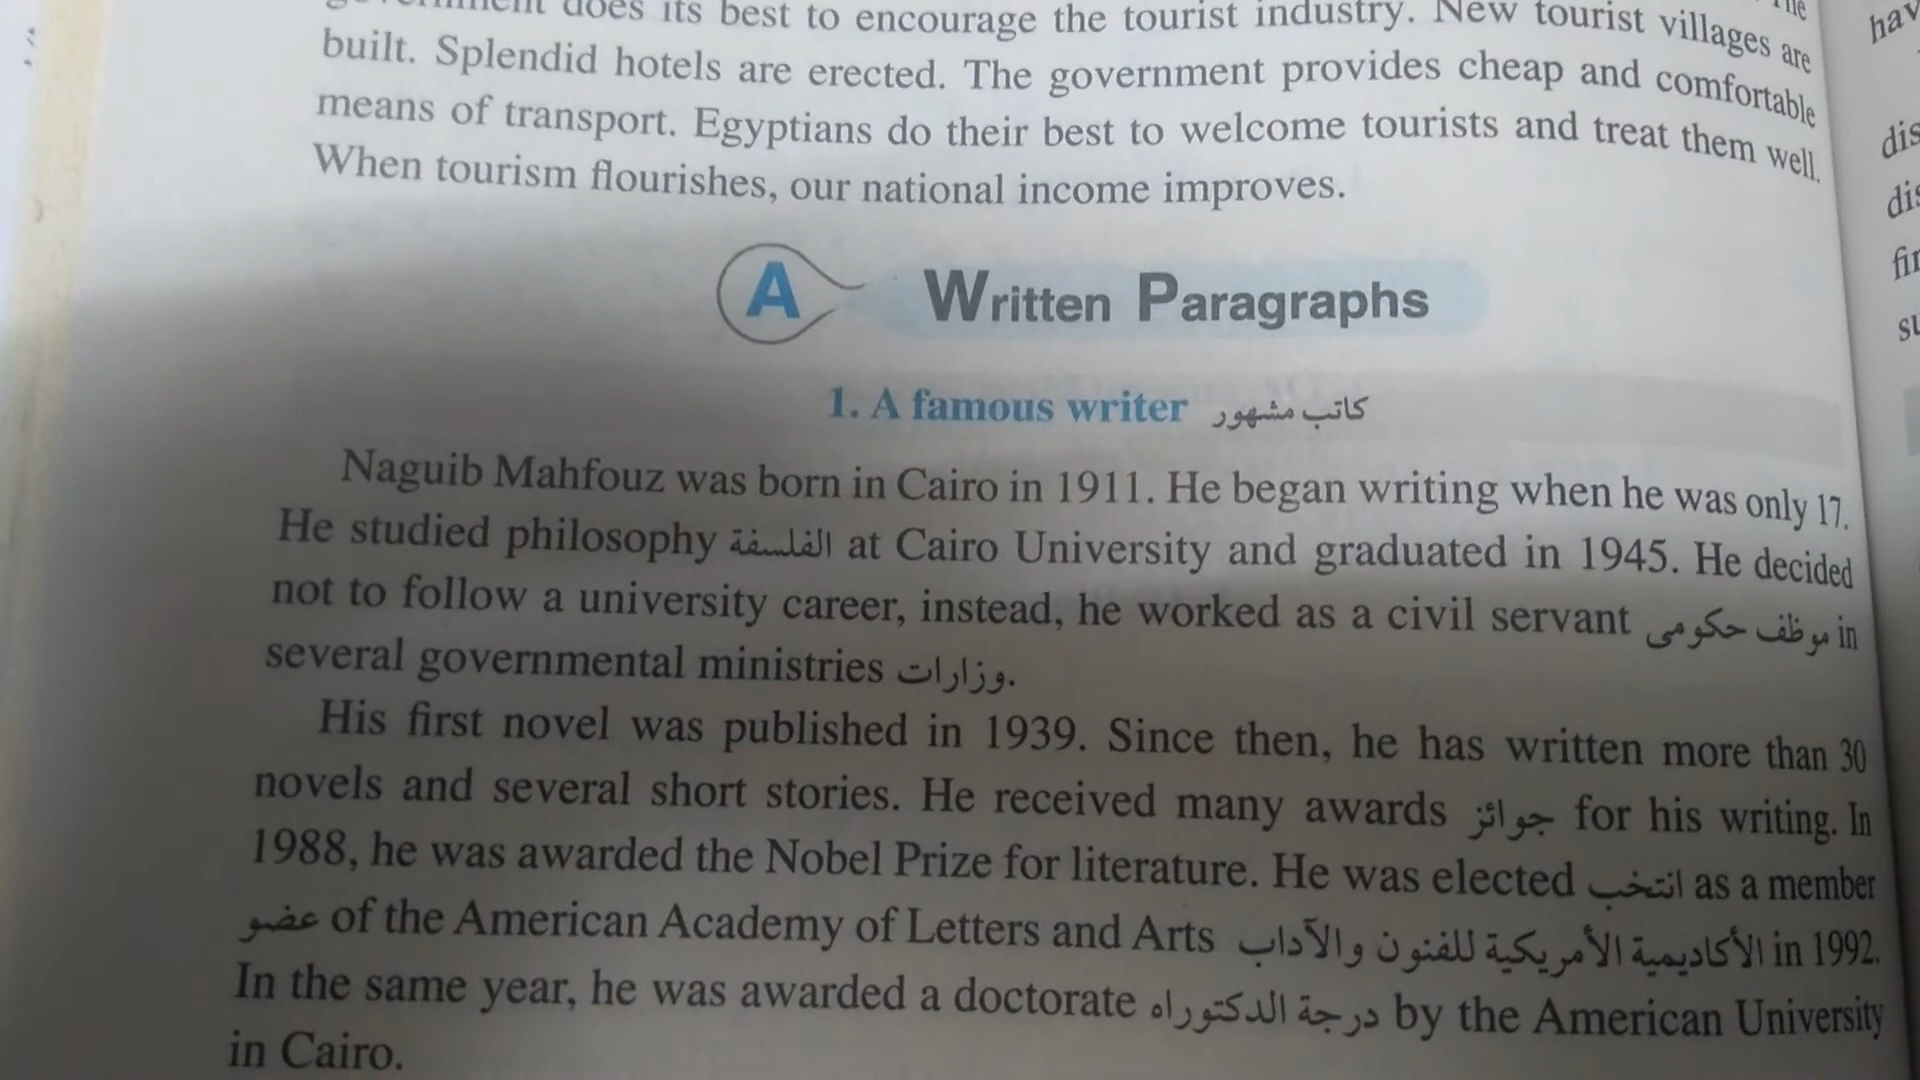 does its best to encourage the tourist industry. New tourist villages are
built. Splendid hotels are erected. The government provides cheap and comfortable
means of transport. Egyptians do their best to welcome tourists and treat them well.
When tourism flourishes, our national income improves.
A Written Paragraphs
1. A famous writer كاتب مشهور
Naguib Mahfouz was born in Cairo in 1911. He began writing when he was only 17.
He studied philosophy الفلسفة at Cairo University and graduated in 1945. He decided
not to follow a university career, instead, he worked as a civil servant موظف حكومى in
several governmental ministries وزارات.
His first novel was published in 1939. Since then, he has written more than 30
novels and several short stories. He received many awards جوائز for his writing. In
1988, he was awarded the Nobel Prize for literature. He was elected انتخب as a member
عضو of the American Academy of Letters and Arts الأكاديمية الأمريكية للفنون والآداب in 1992.
In the same year, he was awarded a doctorate درجة الدكتوراه by the American University
in Cairo.